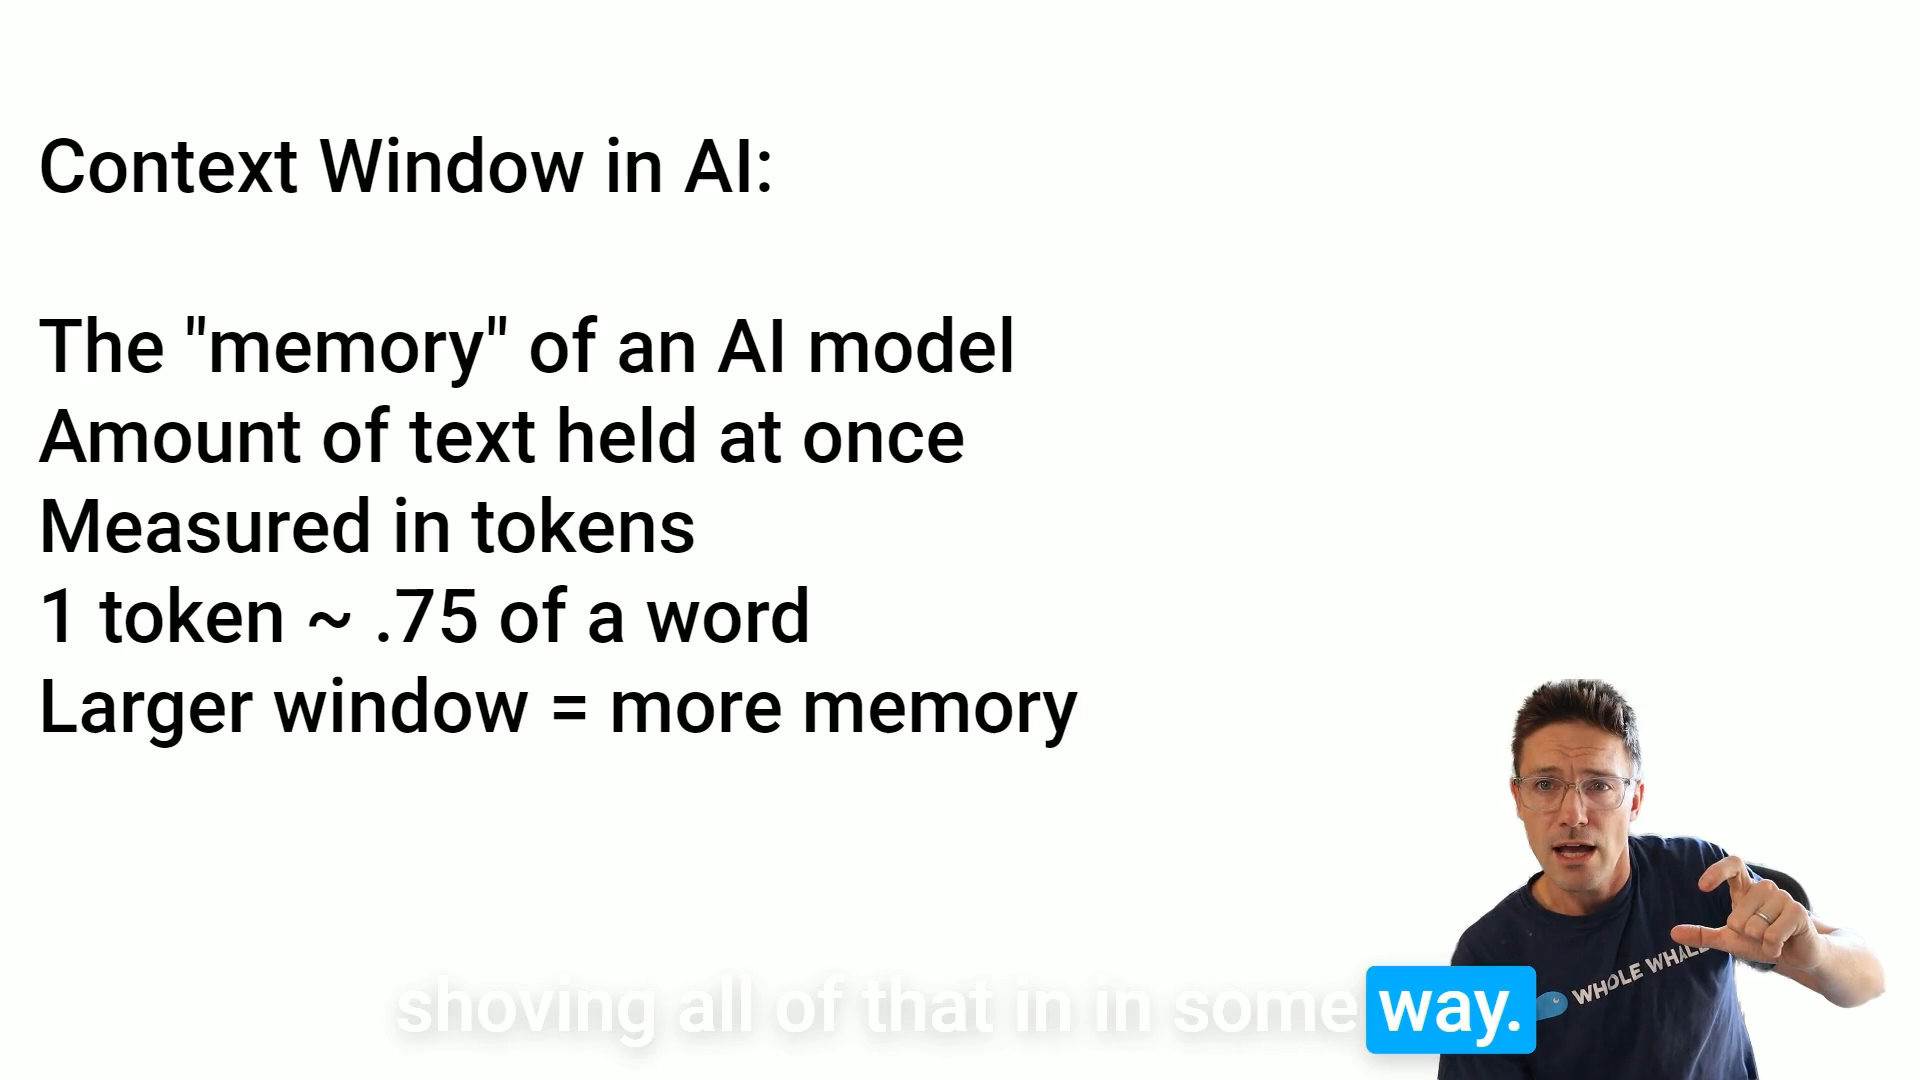 Context Window in AI:
The "memory" of an AI model
Amount of text held at once
Measured in tokens
1 token ~ .75 of a word
Larger window = more memory
WHOLE WHALE
shoving all of that in in some way.